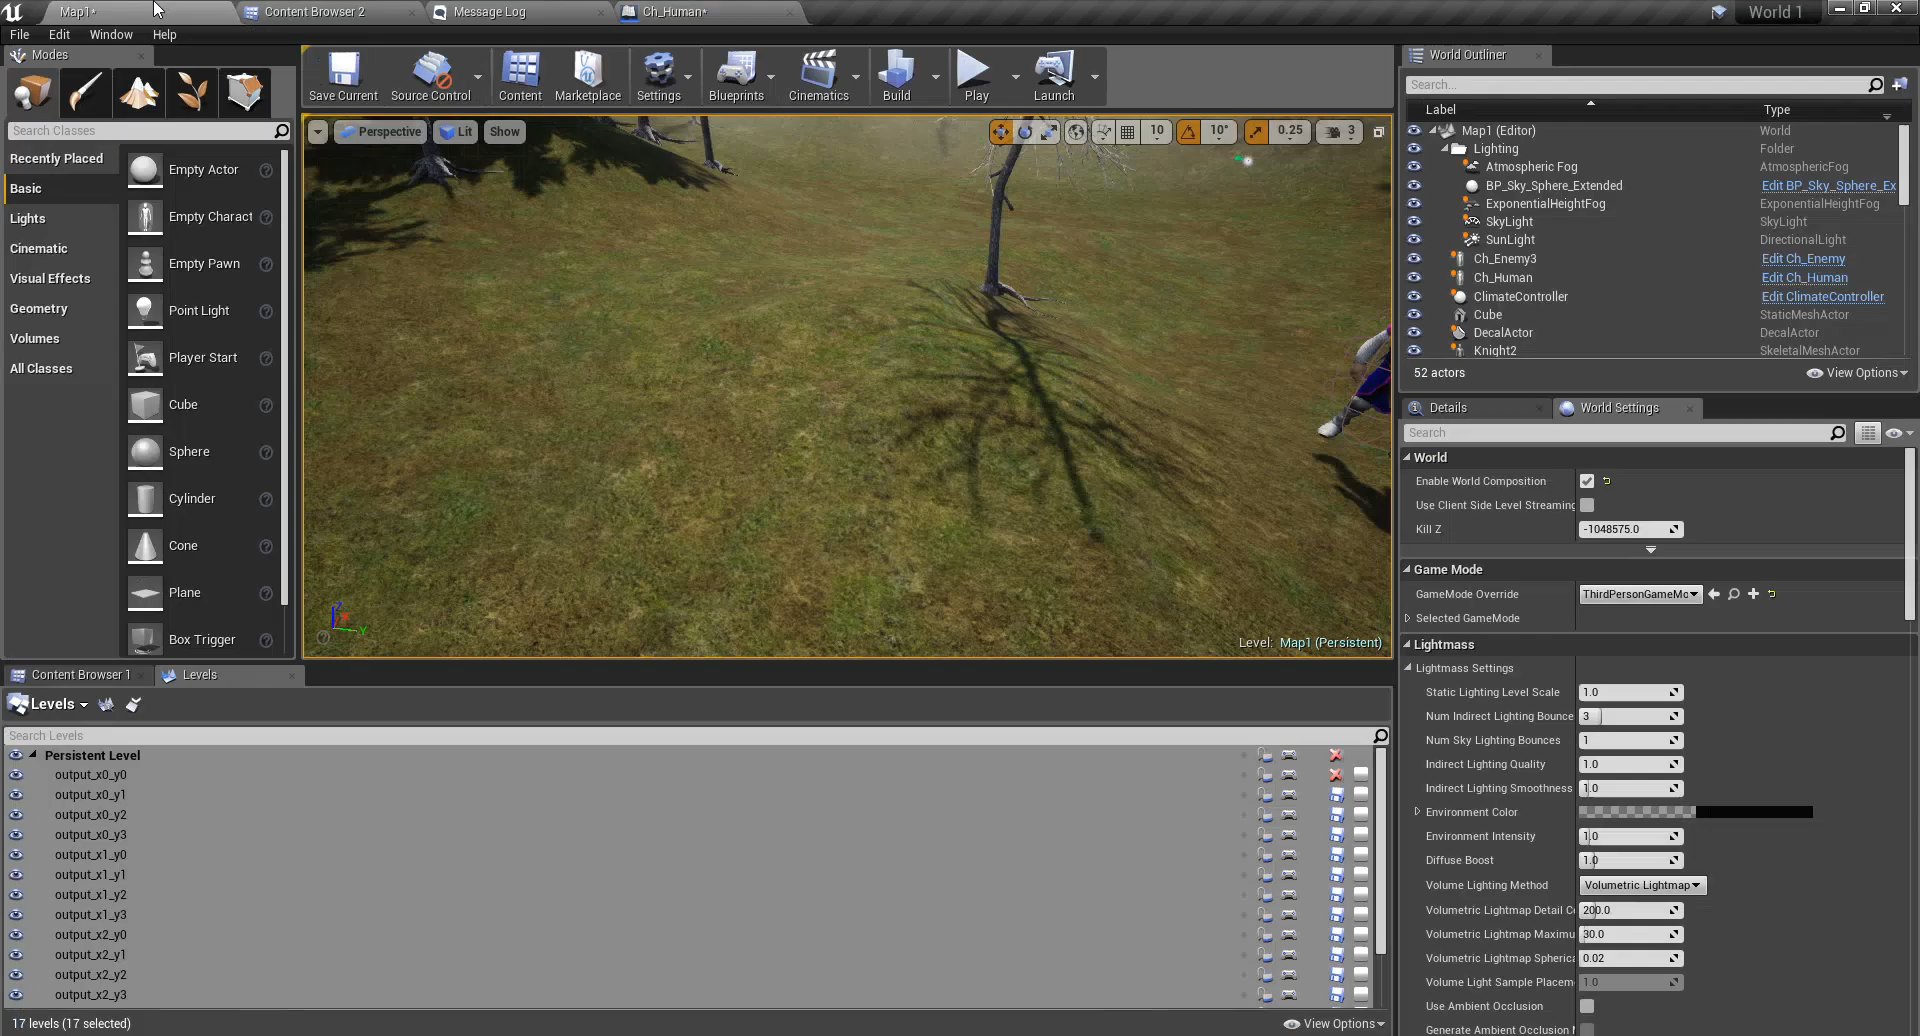 Map1*
Content Browser 2
Message Log
Ch_Human*
World 1
File Edit Window Help
Modes
Search Classes
Recently Placed
Basic
Lights
Cinematic
Visual Effects
Geometry
Volumes
All Classes
Empty Actor
Empty Charact
Empty Pawn
Point Light
Player Start
Cube
Sphere
Cylinder
Cone
Plane
Box Trigger
Save Current
Source Control
Content
Marketplace
Settings
Blueprints
Cinematics
Build
Play
Launch
Perspective
Lit
Show
10
10°
0.25
3
Z
X
Y
Level: Map1 (Persistent)
World Outliner
Search...
Label Type
Map1 (Editor) World
Lighting Folder
Atmospheric Fog AtmosphericFog
BP_Sky_Sphere_Extended Edit BP_Sky_Sphere_Ex
ExponentialHeightFog ExponentialHeightFog
SkyLight SkyLight
SunLight DirectionalLight
Ch_Enemy3 Edit Ch_Enemy
Ch_Human Edit Ch_Human
ClimateController Edit ClimateController
Cube StaticMeshActor
DecalActor DecalActor
Knight2 SkeletalMeshActor
52 actors
View Options
Details
World Settings
Search
World
Enable World Composition
Use Client Side Level Streaming
Kill Z -1048575.0
Game Mode
GameMode Override ThirdPersonGameMo
Selected GameMode
Lightmass
Lightmass Settings
Static Lighting Level Scale 1.0
Num Indirect Lighting Bounce 3
Num Sky Lighting Bounces 1
Indirect Lighting Quality 1.0
Indirect Lighting Smoothness 1.0
Environment Color
Environment Intensity 1.0
Diffuse Boost 1.0
Volume Lighting Method Volumetric Lightmap
Volumetric Lightmap Detail C 200.0
Volumetric Lightmap Maximu 30.0
Volumetric Lightmap Spherica 0.02
Volume Light Sample Placem 1.0
Use Ambient Occlusion
Generate Ambient Occlusion M
Content Browser 1
Levels
Levels
Search Levels
Persistent Level
output_x0_y0
output_x0_y1
output_x0_y2
output_x0_y3
output_x1_y0
output_x1_y1
output_x1_y2
output_x1_y3
output_x2_y0
output_x2_y1
output_x2_y2
output_x2_y3
17 levels (17 selected)
View Options